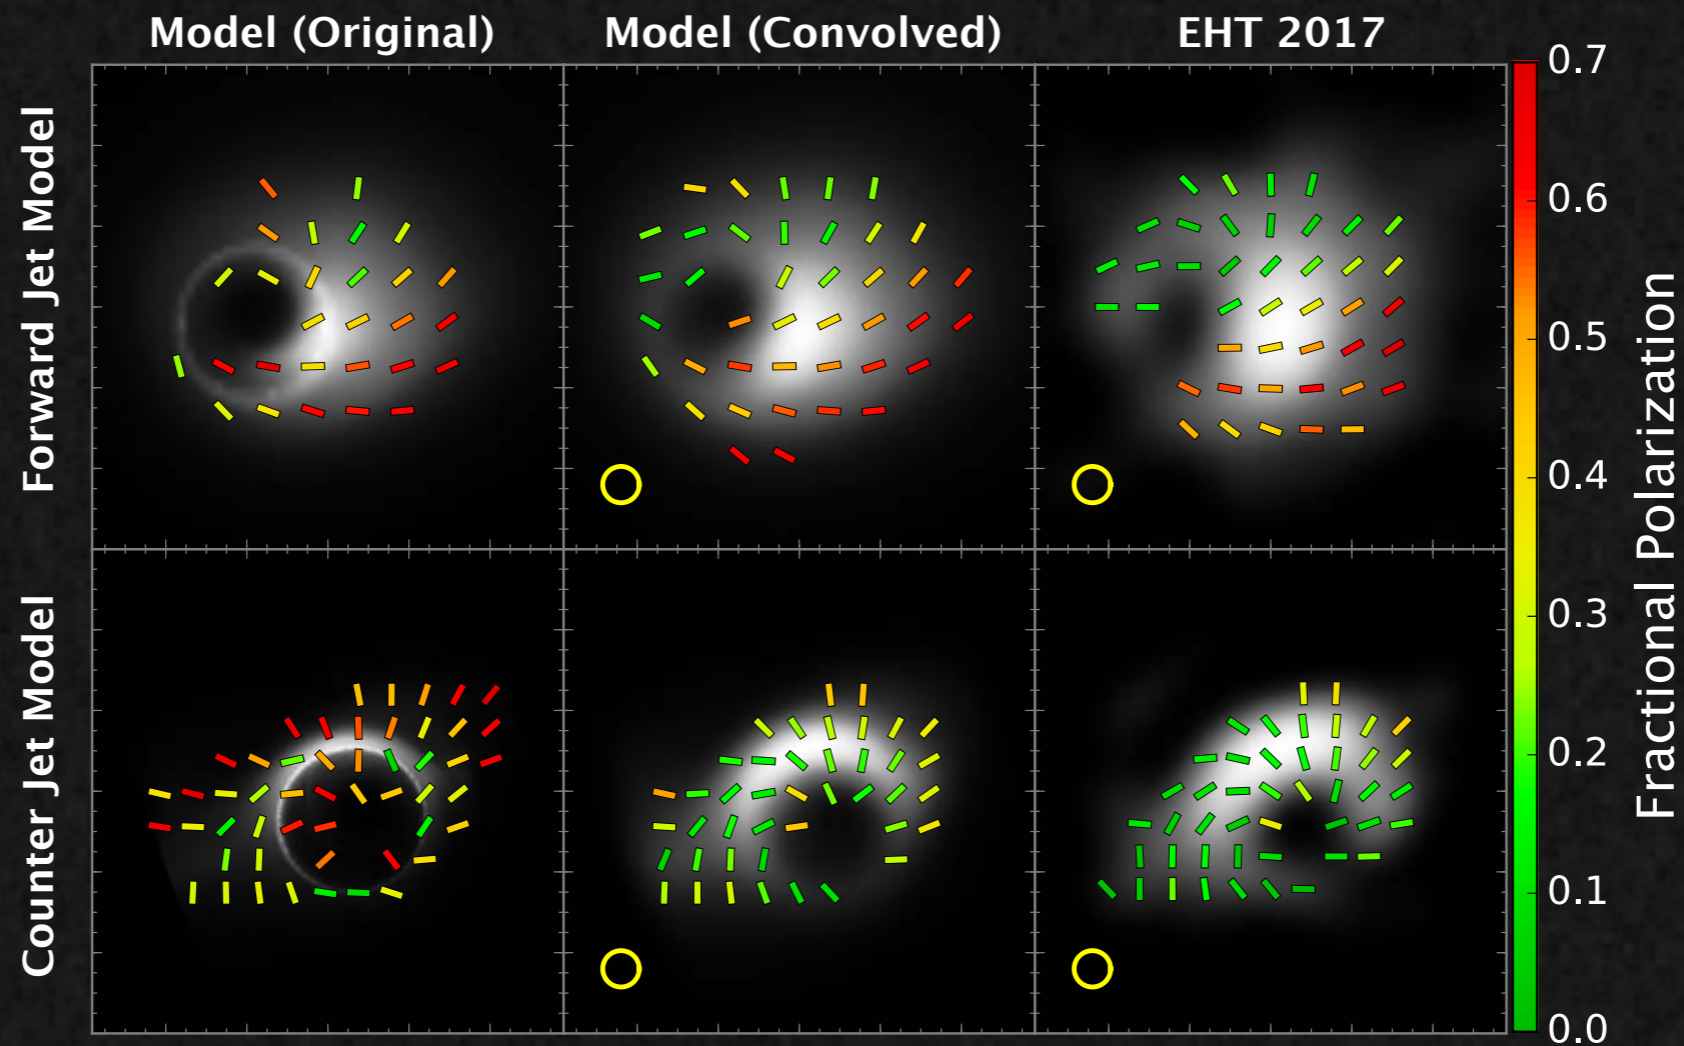 Model (Original)
Model (Convolved)
EHT 2017
Forward Jet Model
Counter Jet Model
0.7
0.6
0.5
0.4
0.3
0.2
0.1
0.0
Fractional Polarization